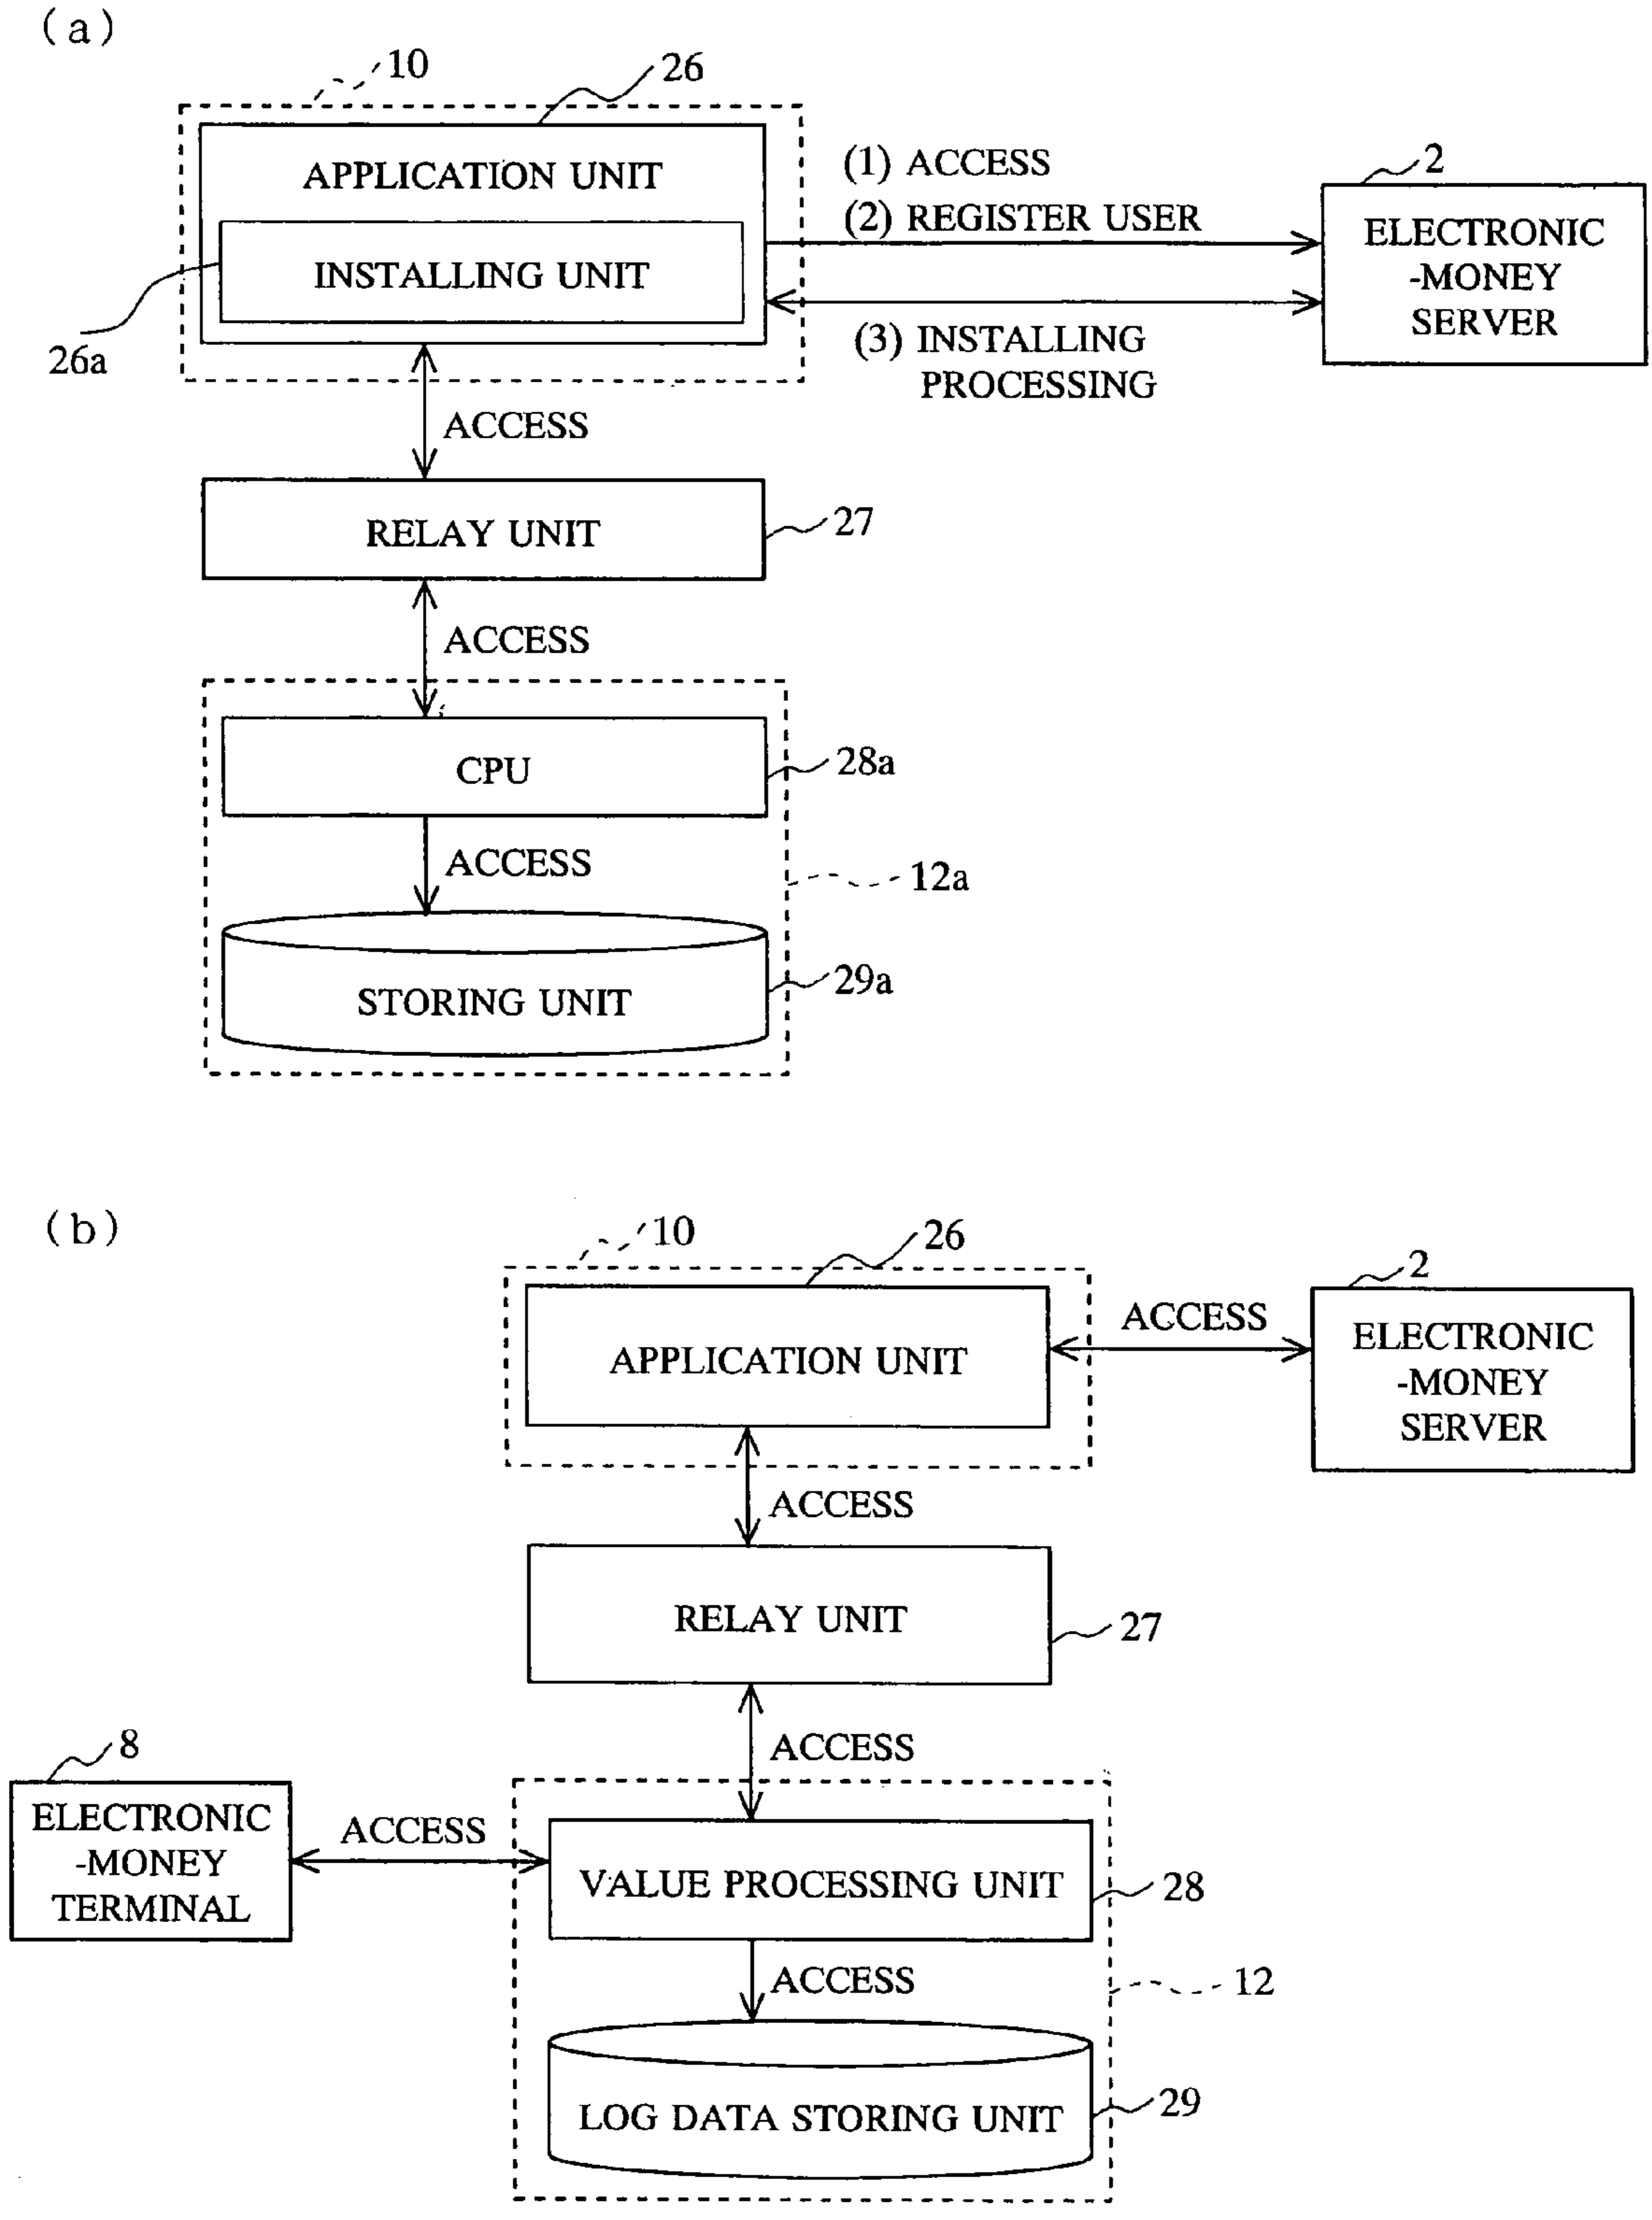 (a)
10
26
APPLICATION UNIT
INSTALLING UNIT
26a
(1) ACCESS
(2) REGISTER USER
(3) INSTALLING
PROCESSING
2
ELECTRONIC
-MONEY
SERVER
ACCESS
RELAY UNIT
27
ACCESS
CPU
28a
ACCESS
12a
STORING UNIT
29a
(b)
10
26
APPLICATION UNIT
ACCESS
2
ELECTRONIC
-MONEY
SERVER
ACCESS
RELAY UNIT
27
ACCESS
8
ELECTRONIC
-MONEY
TERMINAL
ACCESS
VALUE PROCESSING UNIT
28
ACCESS
12
LOG DATA STORING UNIT
29